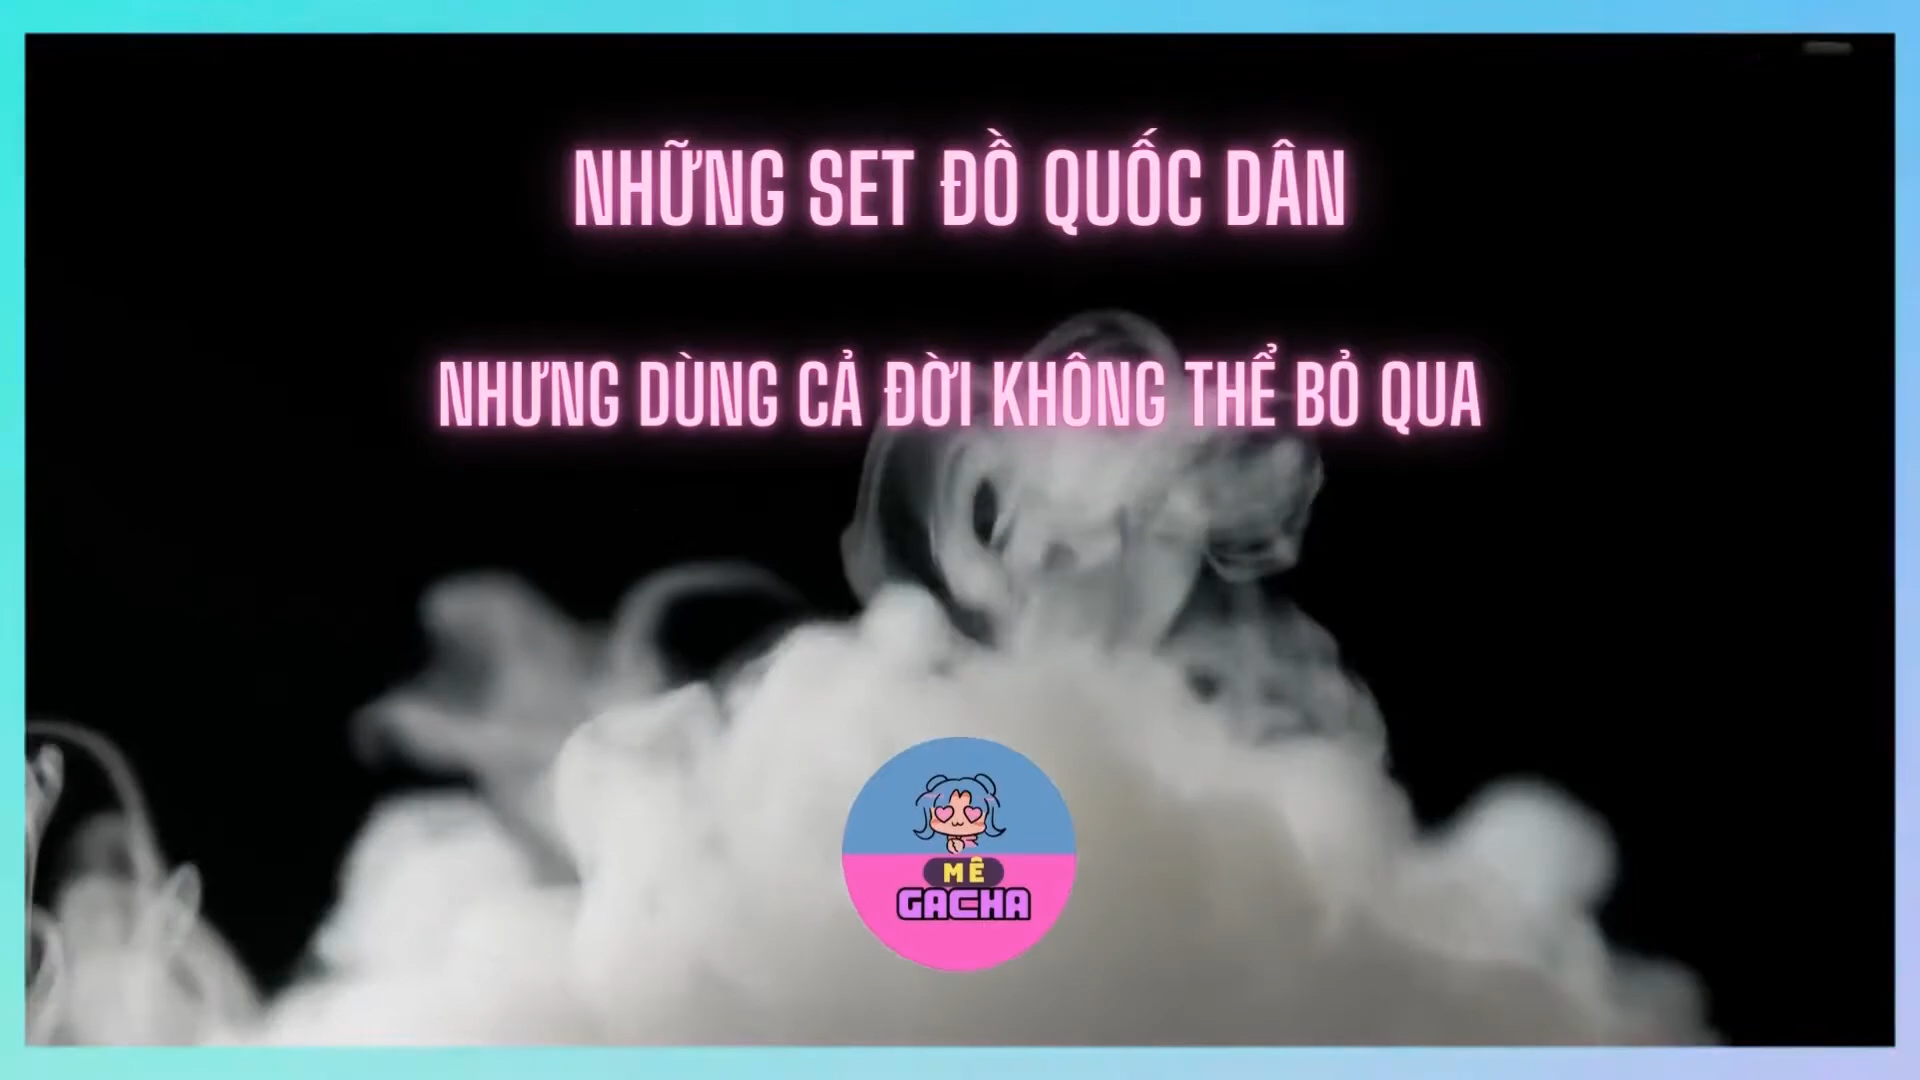 NHỮNG SET ĐỒ QUỐC DÂN
NHƯNG DÙNG CẢ ĐỜI KHÔNG THỂ BỎ QUA
MÊ
GACHA